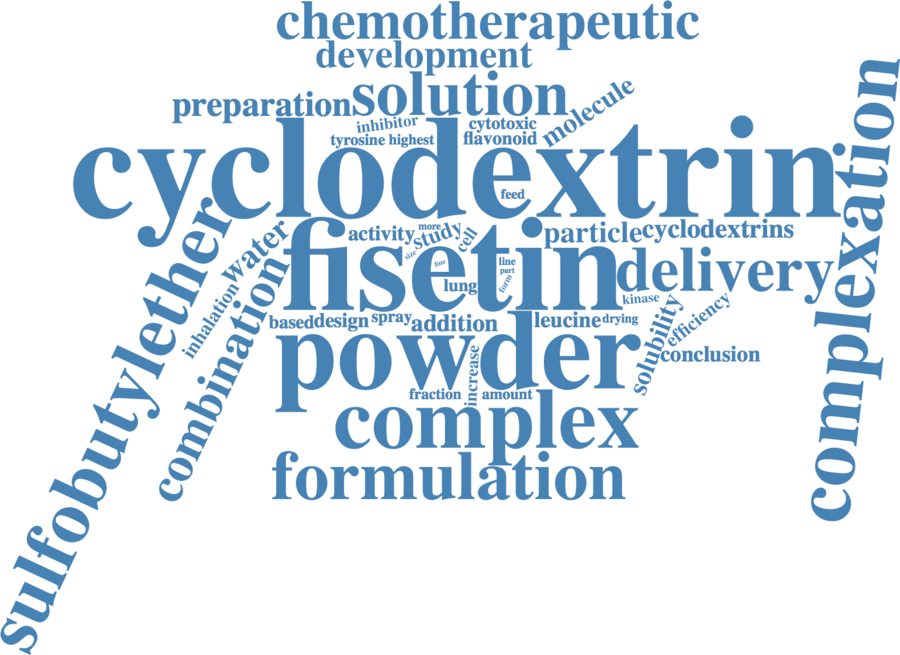 chemotherapeutic
development
preparation
solution
molecule
inhibitor
cytotoxic
tyrosine
highest
flavonoid
cyclodextrin
feed
complexation
sulfobutylether
water
inhalation
combination
fisetin
activity
more
study
size
cell
fine
lung
line
part
form
particle
cyclodextrins
delivery
kinase
based
design
spray
addition
leucine
drying
solubility
efficiency
conclusion
powder
increase
fraction
amount
complex
formulation